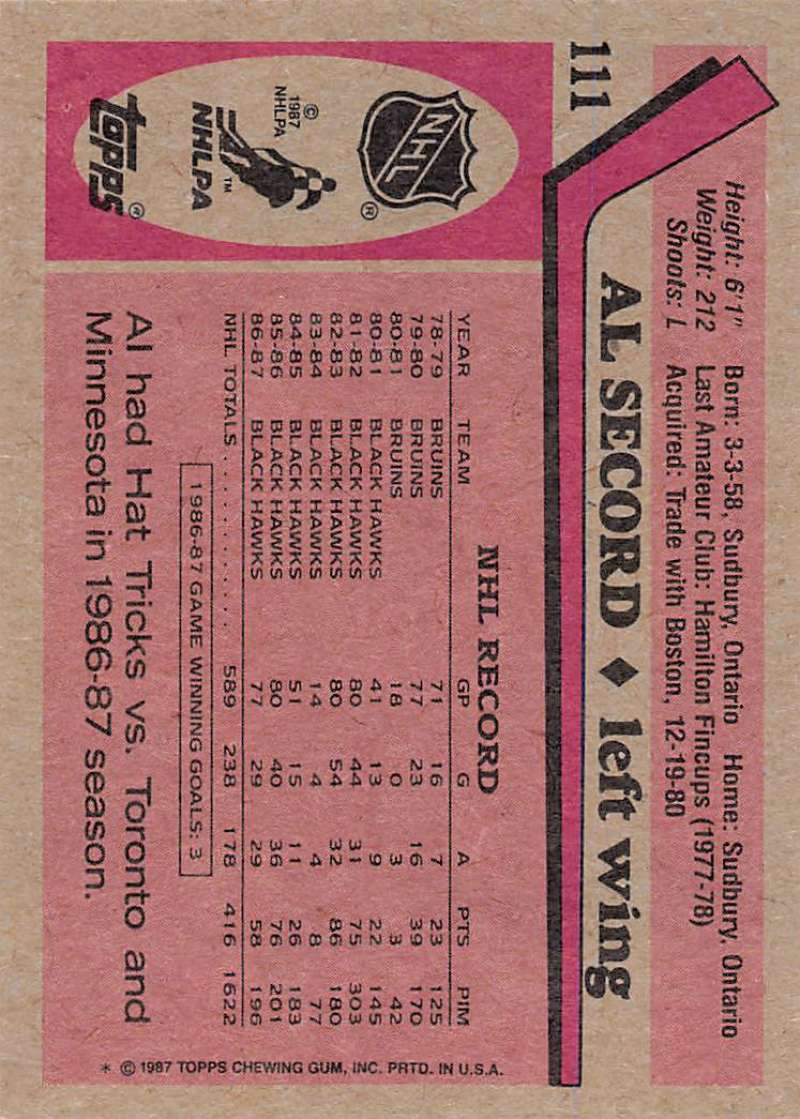 111
Height: 6'1" Born: 3-3-58, Sudbury, Ontario Home: Sudbury, Ontario
Weight: 212 Last Amateur Club: Hamilton Fincups (1977-78)
Shoots: L Acquired: Trade with Boston, 12-19-80
AL SECORD ♦ left wing
NHL
®
© 1987 NHLPA
NHLPA
TM
TOPPS
®
NHL RECORD
YEAR TEAM GP G A PTS PIM
78-79 BRUINS 71 16 7 23 125
79-80 BRUINS 77 23 16 39 170
80-81 BRUINS 18 0 3 3 42
80-81 BLACK HAWKS 41 13 9 22 145
81-82 BLACK HAWKS 80 44 31 75 303
82-83 BLACK HAWKS 80 54 32 86 180
83-84 BLACK HAWKS 14 4 4 8 77
84-85 BLACK HAWKS 51 15 11 26 183
85-86 BLACK HAWKS 80 40 36 76 201
86-87 BLACK HAWKS 77 29 29 58 196
NHL TOTALS . . . . . . . . . . . . . 589 238 178 416 1622
1986-87 GAME WINNING GOALS: 3
Al had Hat Tricks vs. Toronto and
Minnesota in 1986-87 season.
* © 1987 TOPPS CHEWING GUM, INC. PRTD. IN U.S.A.